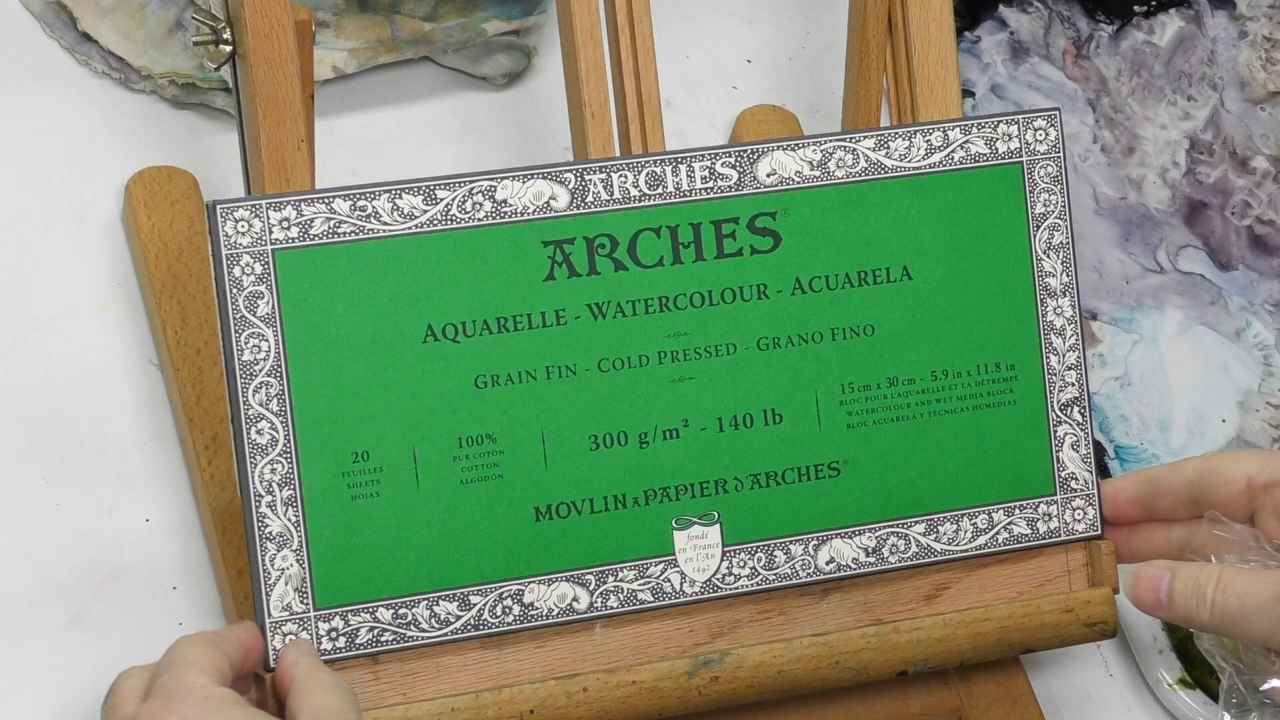 ARCHES
ARCHES®
AQUARELLE - WATERCOLOUR - ACUARELA
GRAIN FIN - COLD PRESSED - GRANO FINO
20
FEUILLES
SHEETS
HOJAS
100%
PUR COTON
COTTON
ALGODÓN
300 g/m² - 140 lb
15 cm x 30 cm - 5.9 in x 11.8 in
BLOC POUR L'AQUARELLE ET LA DÉTREMPE
WATERCOLOUR AND WET MEDIA BLOCK
BLOC ACUARELA Y TÉCNICAS HÚMEDIAS
MOVLIN A PAPIER d'ARCHES®
fondé
en France
en l'An
1492